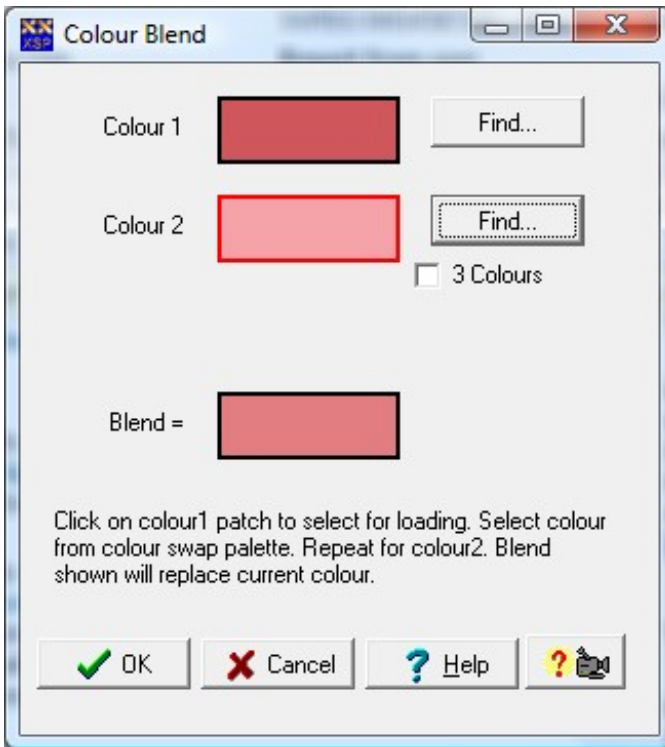 XX
XSP
Colour Blend
Colour 1
Find...
Colour 2
Find...
3 Colours
Blend =
Click on colour1 patch to select for loading. Select colour
from colour swap palette. Repeat for colour2. Blend
shown will replace current colour.
OK
Cancel
? Help
?